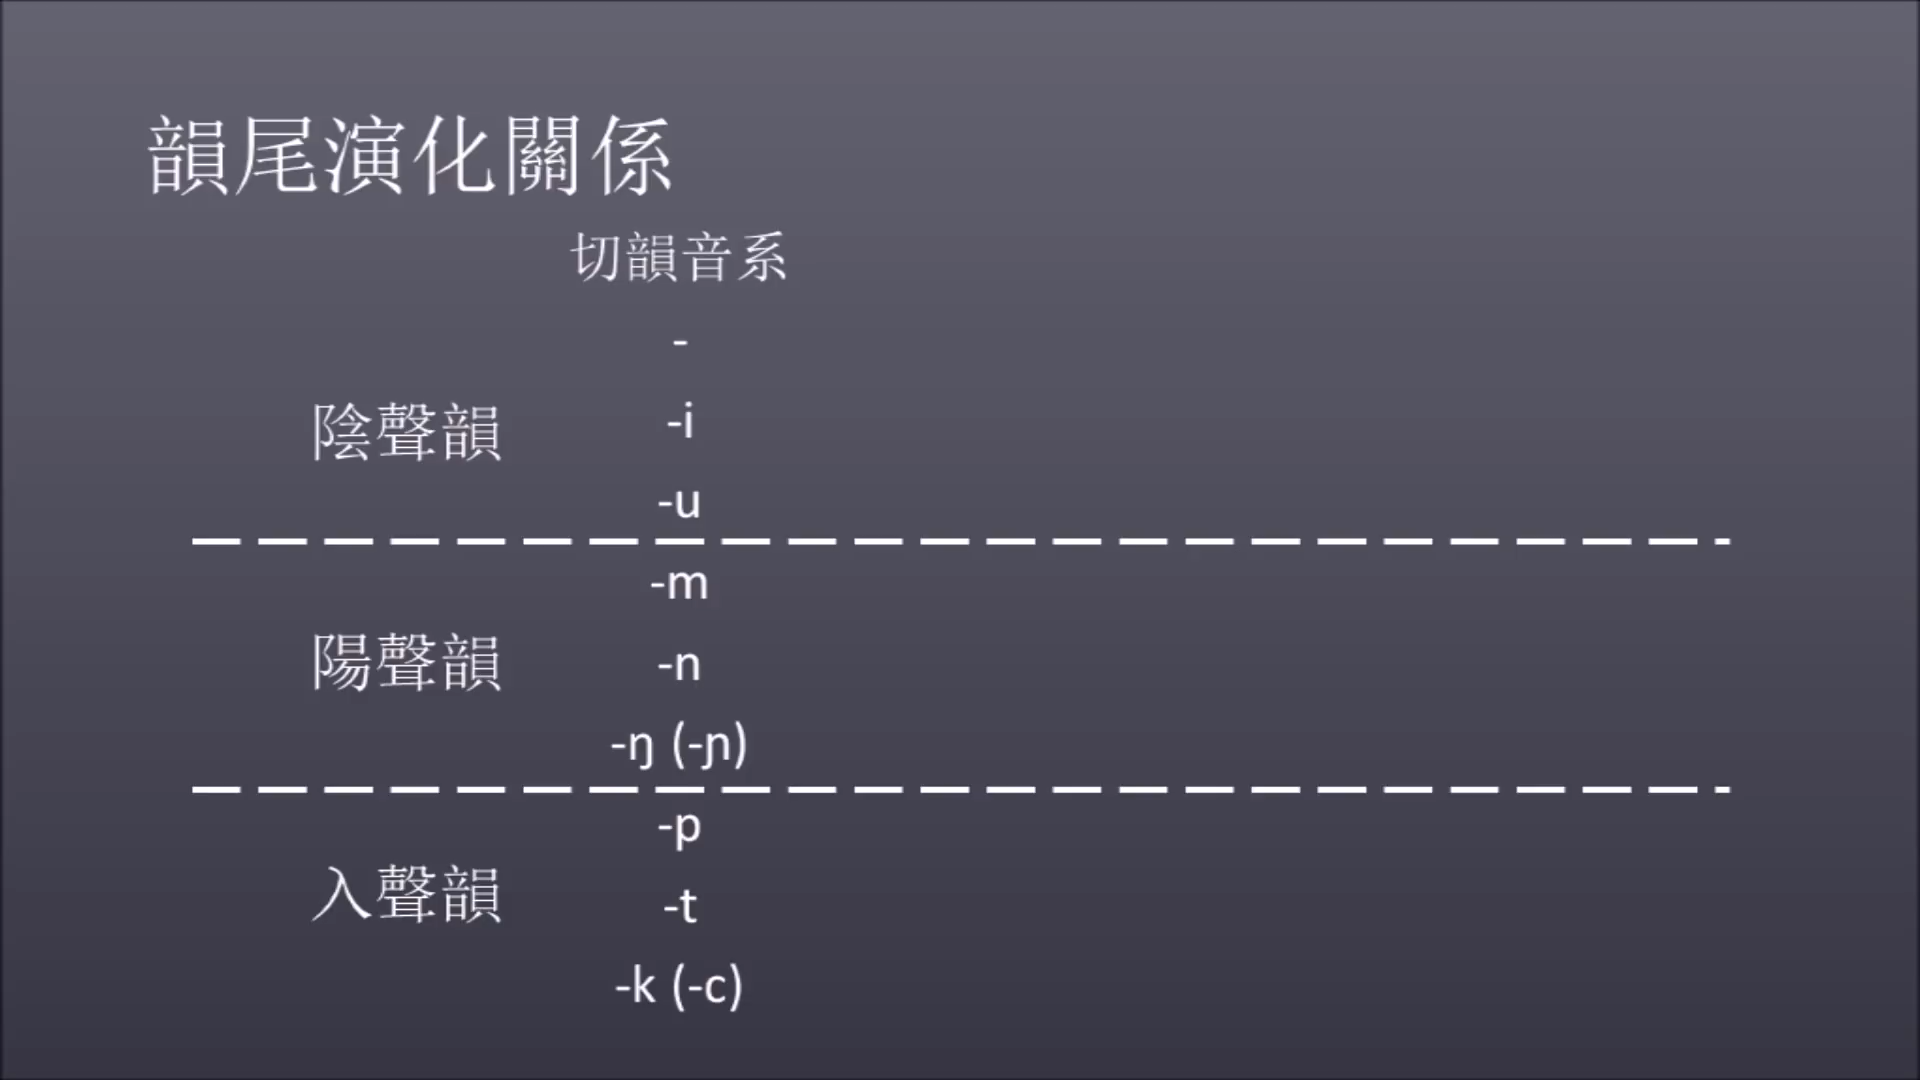 韻尾演化關係
切韻音系
-
陰聲韻 -i
-u
-m
陽聲韻 -n
-ŋ (-ɲ)
-p
入聲韻 -t
-k (-c)